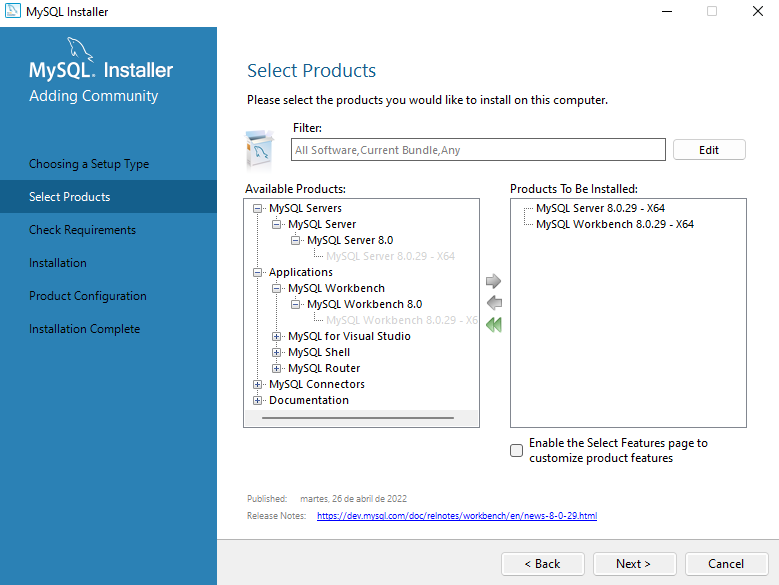 MySQL Installer
MySQL. Installer
Adding Community
Choosing a Setup Type
Select Products
Check Requirements
Installation
Product Configuration
Installation Complete
Select Products
Please select the products you would like to install on this computer.
Filter:
All Software,Current Bundle,Any
Edit
Available Products:
MySQL Servers
MySQL Server
MySQL Server 8.0
MySQL Server 8.0.29 - X64
Applications
MySQL Workbench
MySQL Workbench 8.0
MySQL Workbench 8.0.29 - X6
MySQL for Visual Studio
MySQL Shell
MySQL Router
MySQL Connectors
Documentation
Products To Be Installed:
MySQL Server 8.0.29 - X64
MySQL Workbench 8.0.29 - X64
Enable the Select Features page to
customize product features
Published: martes, 26 de abril de 2022
Release Notes: https://dev.mysql.com/doc/relnotes/workbench/en/news-8-0-29.html
< Back
Next >
Cancel